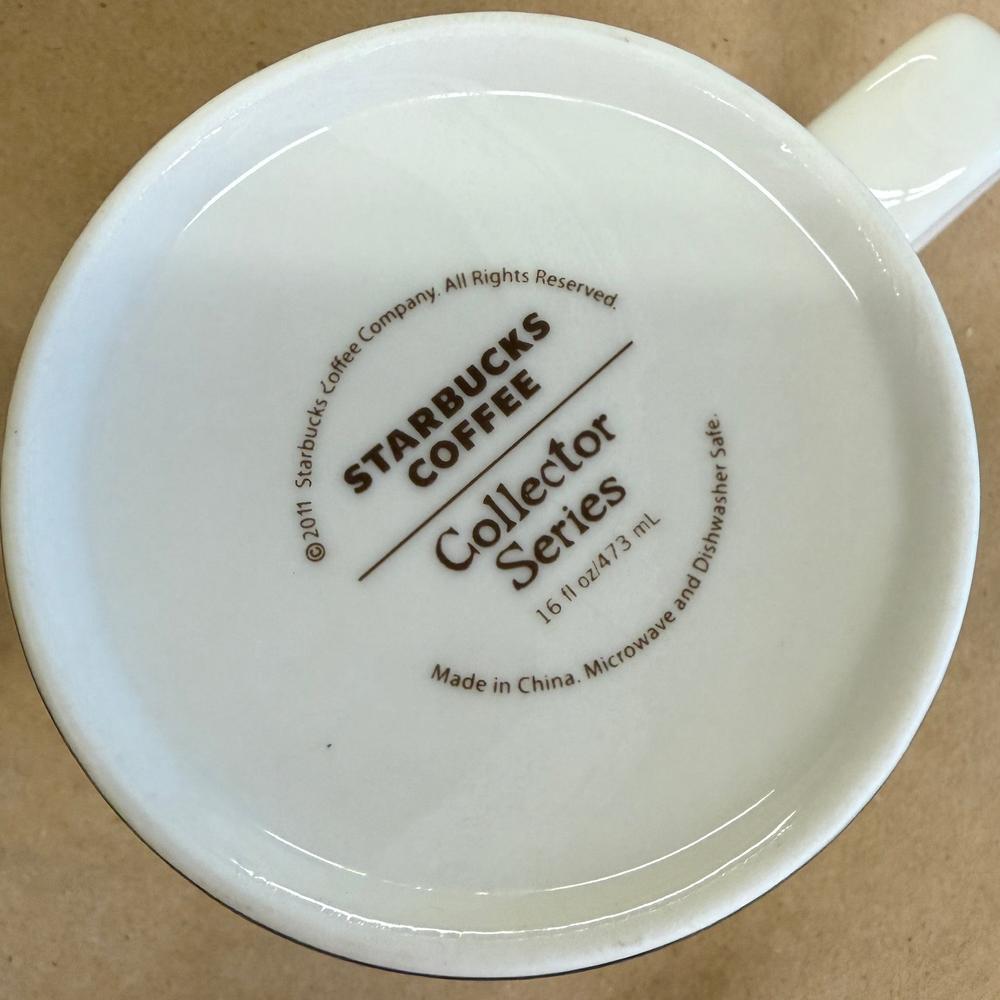 ©2011 Starbucks Coffee Company. All Rights Reserved.
STARBUCKS
COFFEE
Collector
Series
16 fl oz/473 mL
Made in China. Microwave and Dishwasher Safe.